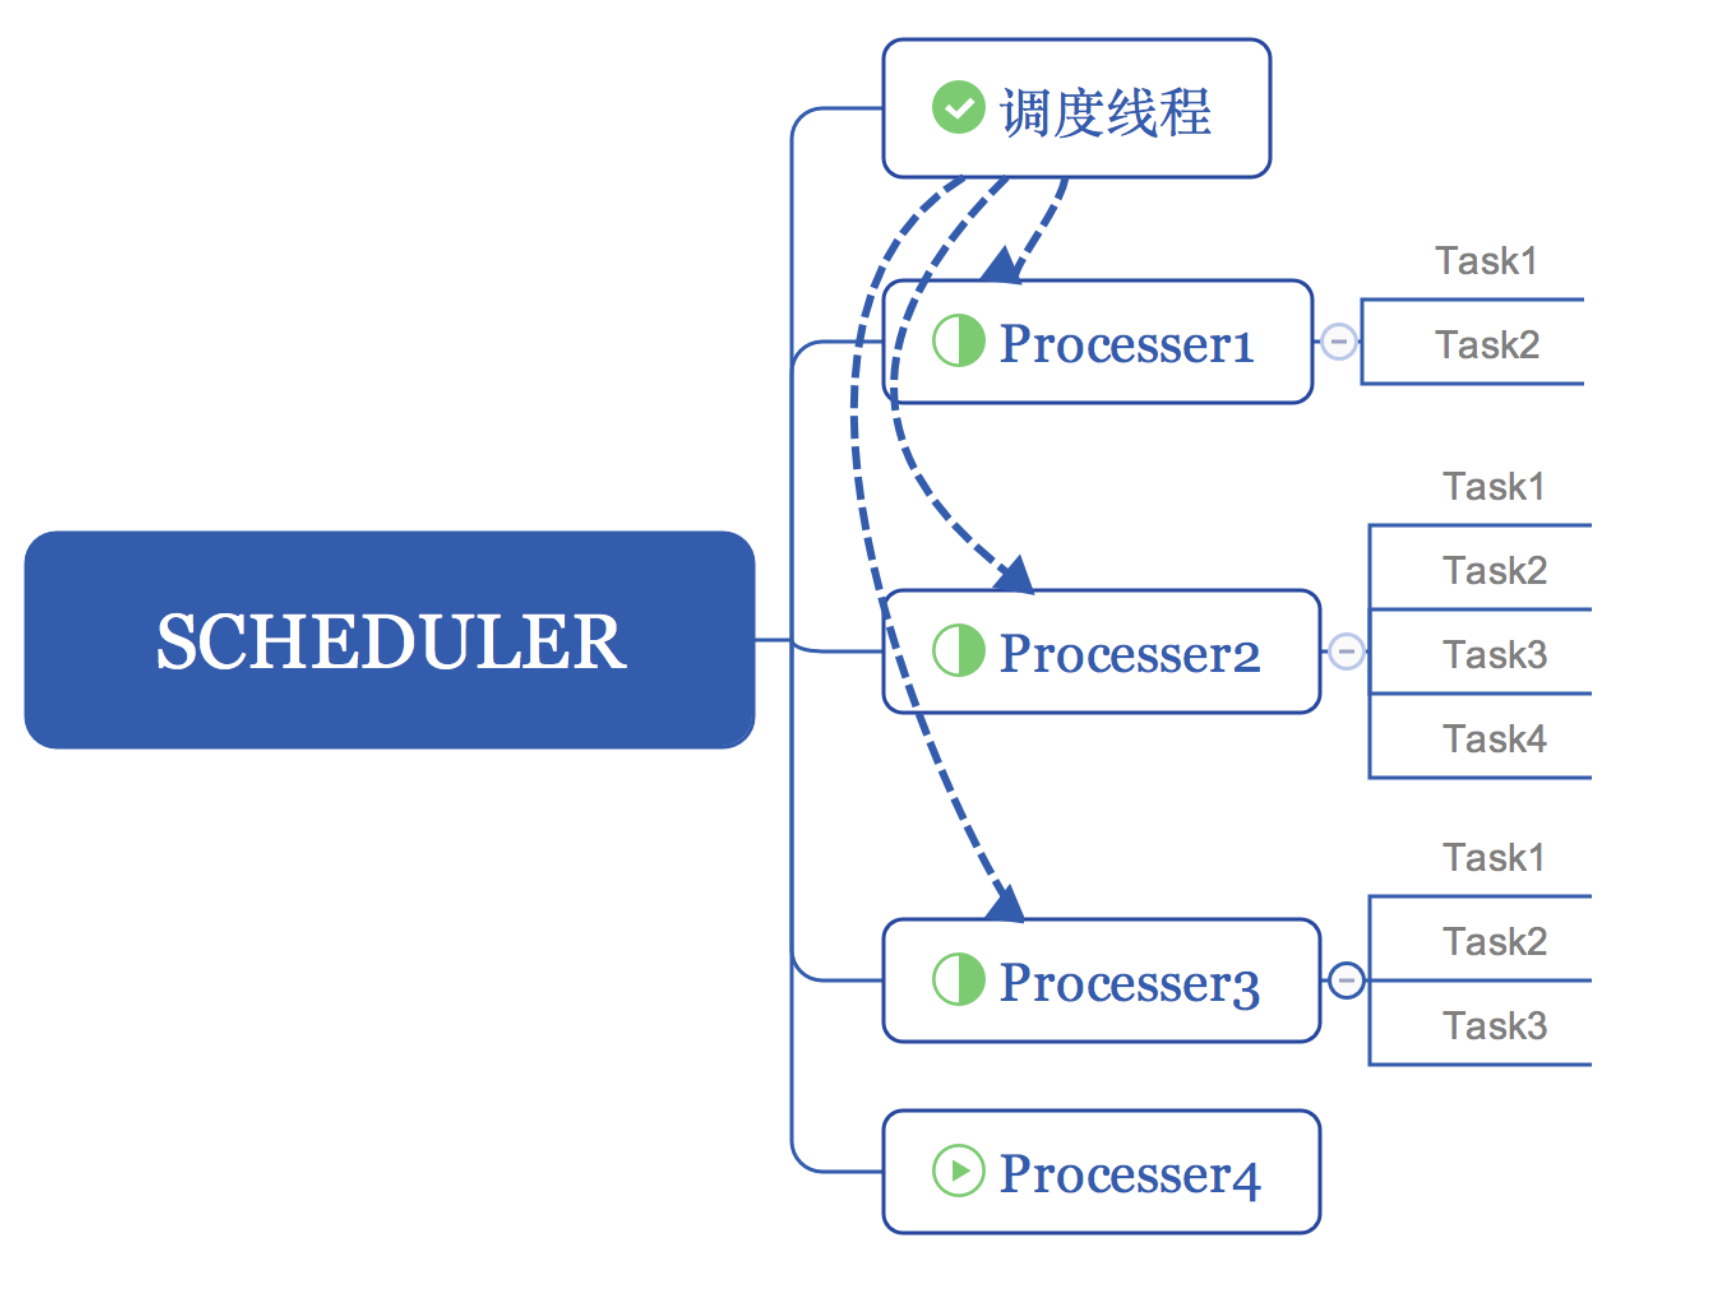 SCHEDULER
调度线程
Processer1
Task1
Task2
Processer2
Task1
Task2
Task3
Task4
Processer3
Task1
Task2
Task3
Processer4